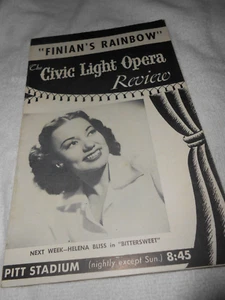 "FINIAN'S RAINBOW"
The Civic Light Opera
Review
NEXT WEEK--HELENA BLISS in "BITTERSWEET"
PITT STADIUM (nightly, except Sun.) 8:45